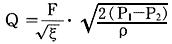 Q = F/√ξ · √(2(P₁−P₂)/ρ)